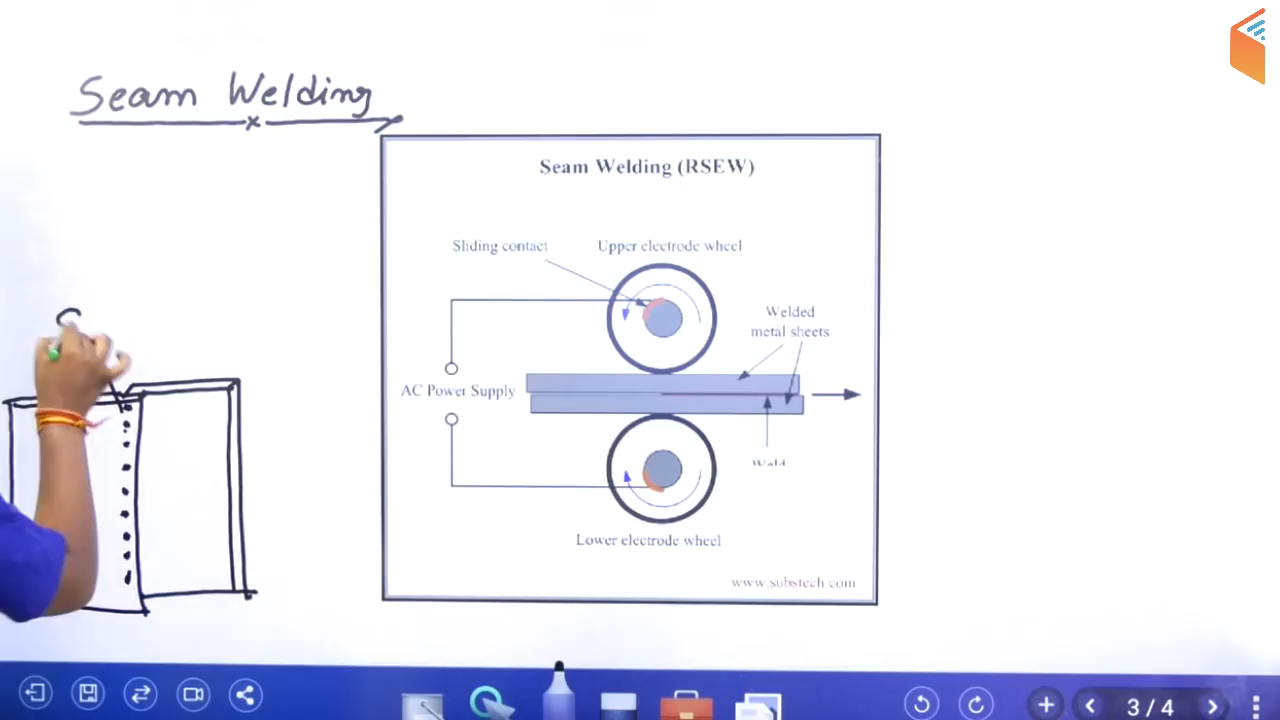 Seam Welding
Seam Welding (RSEW)
Sliding contact
Upper electrode wheel
Welded
metal sheets
AC Power Supply
Lower electrode wheel
www.substech.com
3/4